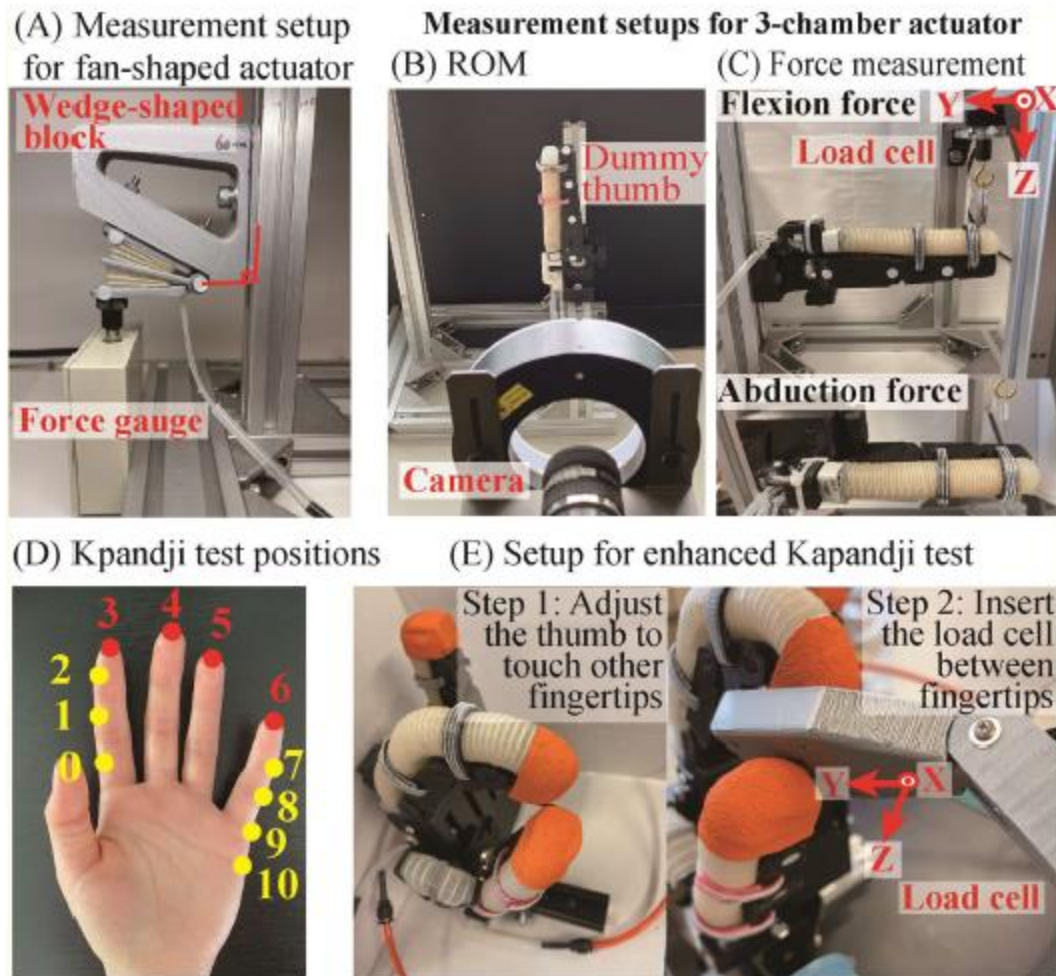 (A) Measurement setup
for fan-shaped actuator
Measurement setups for 3-chamber actuator
(B) ROM
(C) Force measurement
Wedge-shaped
block
Force gauge
Dummy
thumb
Camera
Flexion force
Y
X
Z
Load cell
Abduction force
(D) Kpandji test positions
(E) Setup for enhanced Kapandji test
3
4
5
2
6
1
0
7
8
9
10
Step 1: Adjust
the thumb to
touch other
fingertips
Step 2: Insert
the load cell
between
fingertips
Y
X
Z
Load cell